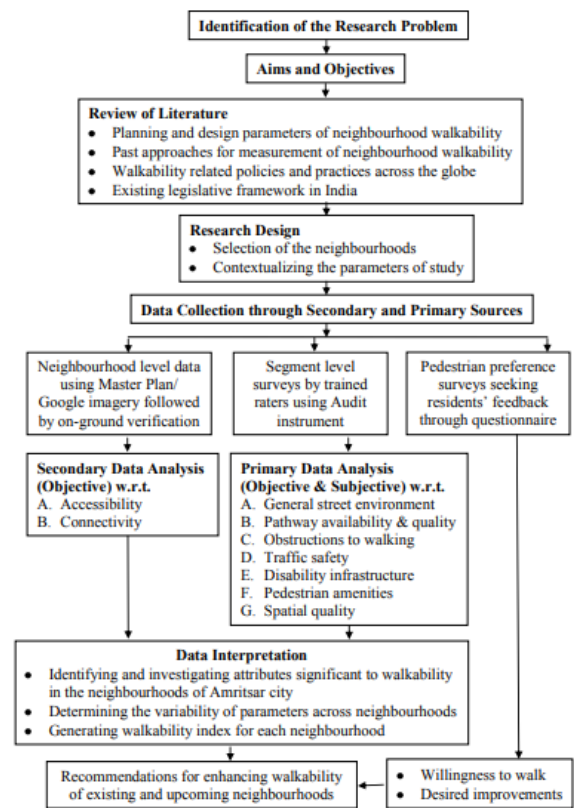 Identification of the Research Problem
Aims and Objectives
Review of Literature
● Planning and design parameters of neighbourhood walkability
● Past approaches for measurement of neighbourhood walkability
● Walkability related policies and practices across the globe
● Existing legislative framework in India
Research Design
● Selection of the neighbourhoods
● Contextualizing the parameters of study
Data Collection through Secondary and Primary Sources
Neighbourhood level data
using Master Plan/
Google imagery followed
by on-ground verification
Segment level
surveys by trained
raters using Audit
instrument
Pedestrian preference
surveys seeking
residents’ feedback
through questionnaire
Secondary Data Analysis
(Objective) w.r.t.
A. Accessibility
B. Connectivity
Primary Data Analysis
(Objective & Subjective) w.r.t.
A. General street environment
B. Pathway availability & quality
C. Obstructions to walking
D. Traffic safety
E. Disability infrastructure
F. Pedestrian amenities
G. Spatial quality
Data Interpretation
● Identifying and investigating attributes significant to walkability
in the neighbourhoods of Amritsar city
● Determining the variability of parameters across neighbourhoods
● Generating walkability index for each neighbourhood
Recommendations for enhancing walkability
of existing and upcoming neighbourhoods
● Willingness to walk
● Desired improvements